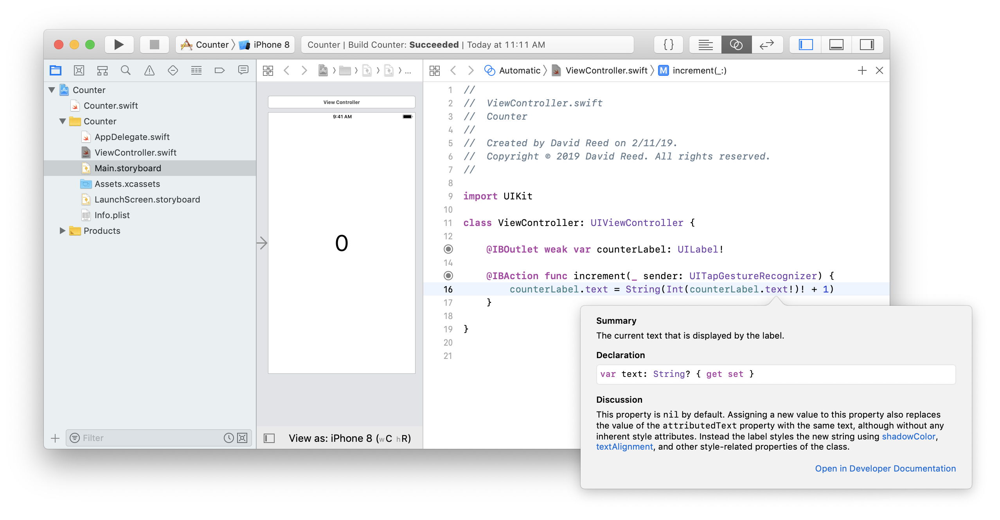 Counter 〉 iPhone 8
Counter | Build Counter: Succeeded | Today at 11:11 AM
{ }
Counter
Counter.swift
Counter
AppDelegate.swift
ViewController.swift
Main.storyboard
Assets.xcassets
LaunchScreen.storyboard
Info.plist
Products
Filter
...
View Controller
9:41 AM
0
View as: iPhone 8 (wC hR)
Automatic 〉 ViewController.swift 〉 M increment(_:)
1 //
2 //  ViewController.swift
3 //  Counter
4 //
5 //  Created by David Reed on 2/11/19.
6 //  Copyright © 2019 David Reed. All rights reserved.
7 //
8
9 import UIKit
10
11 class ViewController: UIViewController {
12
@IBOutlet weak var counterLabel: UILabel!
14
@IBAction func increment(_ sender: UITapGestureRecognizer) {
16 counterLabel.text = String(Int(counterLabel.text!)! + 1)
17 }
18
19 }
20
21
Summary
The current text that is displayed by the label.
Declaration
var text: String? { get set }
Discussion
This property is nil by default. Assigning a new value to this property also replaces
the value of the attributedText property with the same text, although without any
inherent style attributes. Instead the label styles the new string using shadowColor,
textAlignment, and other style-related properties of the class.
Open in Developer Documentation